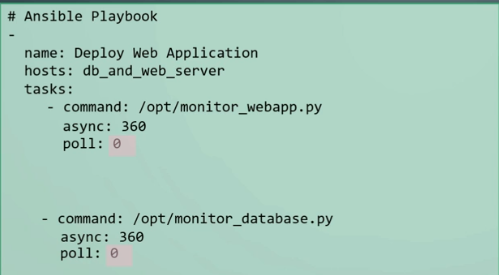 # Ansible Playbook
-
name: Deploy Web Application
hosts: db_and_web_server
tasks:
- command: /opt/monitor_webapp.py
async: 360
poll: 0
- command: /opt/monitor_database.py
async: 360
poll: 0